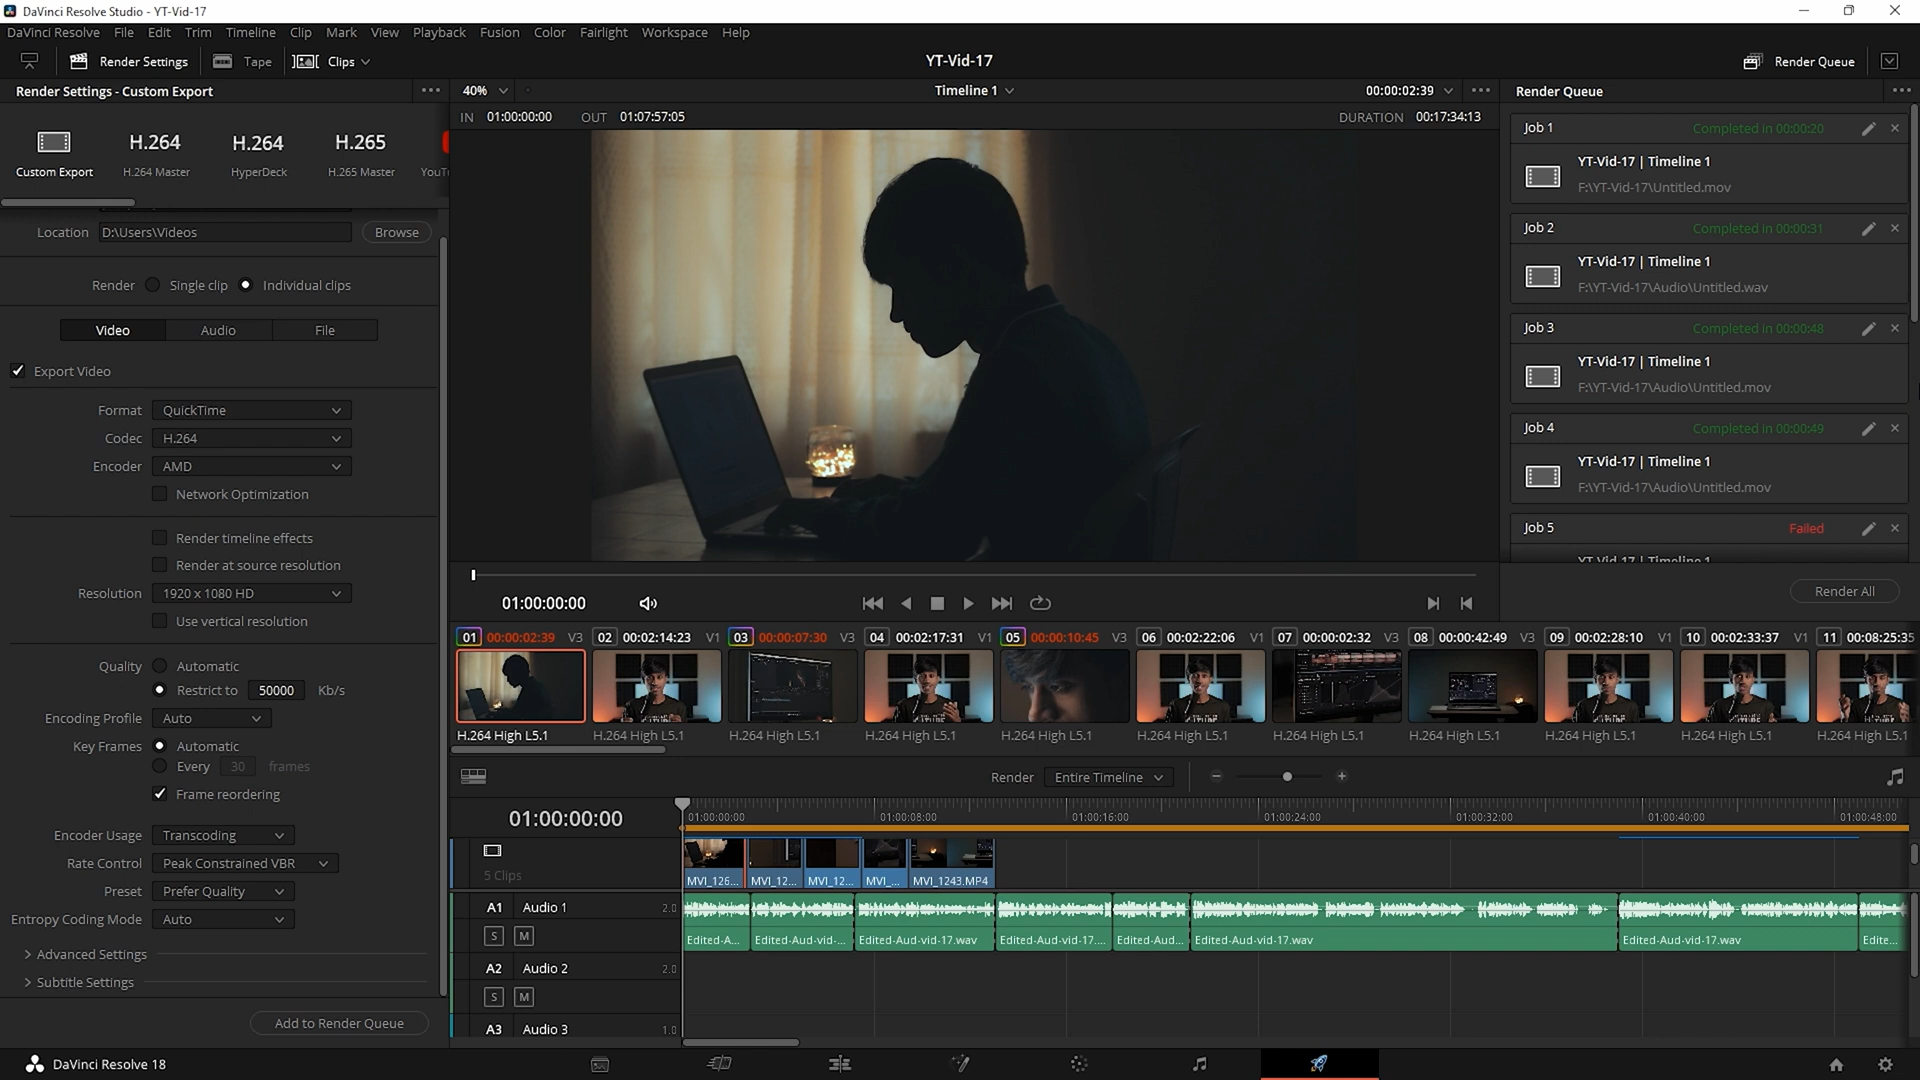 DaVinci Resolve Studio - YT-Vid-17
DaVinci Resolve File Edit Trim Timeline Clip Mark View Playback Fusion Color Fairlight Workspace Help
Render Settings Tape Clips YT-Vid-17 Render Queue
Render Settings - Custom Export 40% Timeline 1 00:00:02:39 Render Queue
IN 01:00:00:00 OUT 01:07:57:05 DURATION 00:17:34:13
H.264 H.264 H.265
Custom Export H.264 Master HyperDeck H.265 Master YouT
Location D:\Users\Videos Browse
Render Single clip Individual clips
Video Audio File
Export Video
Format QuickTime
Codec H.264
Encoder AMD
Network Optimization
Render timeline effects
Render at source resolution
Resolution 1920 x 1080 HD
Use vertical resolution
Quality Automatic
Restrict to 50000 Kb/s
Encoding Profile Auto
Key Frames Automatic
Every 30 frames
Frame reordering
Encoder Usage Transcoding
Rate Control Peak Constrained VBR
Preset Prefer Quality
Entropy Coding Mode Auto
Advanced Settings
Subtitle Settings
Add to Render Queue
Job 1 Completed in 00:00:20
YT-Vid-17 | Timeline 1
F:\YT-Vid-17\Untitled.mov
Job 2 Completed in 00:00:31
YT-Vid-17 | Timeline 1
F:\YT-Vid-17\Audio\Untitled.wav
Job 3 Completed in 00:00:48
YT-Vid-17 | Timeline 1
F:\YT-Vid-17\Audio\Untitled.mov
Job 4 Completed in 00:00:49
YT-Vid-17 | Timeline 1
F:\YT-Vid-17\Audio\Untitled.mov
Job 5 Failed
YT-Vid-17 | Timeline 1
Render All
01:00:00:00
01 00:00:02:39 V3 02 00:02:14:23 V1 03 00:00:07:30 V3 04 00:02:17:31 V1 05 00:00:10:45 V3 06 00:02:22:06 V1 07 00:00:02:32 V3 08 00:00:42:49 V3 09 00:02:28:10 V1 10 00:02:33:37 V1 11 00:08:25:35
H.264 High L5.1 H.264 High L5.1 H.264 High L5.1 H.264 High L5.1 H.264 High L5.1 H.264 High L5.1 H.264 High L5.1 H.264 High L5.1 H.264 High L5.1 H.264 High L5.1 H.264 High L5.1
Render Entire Timeline
01:00:00:00 01:00:00:00 01:00:08:00 01:00:16:00 01:00:24:00 01:00:32:00 01:00:40:00 01:00:48:00
5 Clips MVI_126... MVI_12... MVI_12... MVI_... MVI_1243.MP4
A1 Audio 1 2.0
S M Edited-A... Edited-Aud-vid-... Edited-Aud-vid-17.wav Edited-Aud-vid-17.... Edited-Aud... Edited-Aud-vid-17.wav Edited-Aud-vid-17.wav Edite...
A2 Audio 2 2.0
S M
A3 Audio 3 1.0
DaVinci Resolve 18